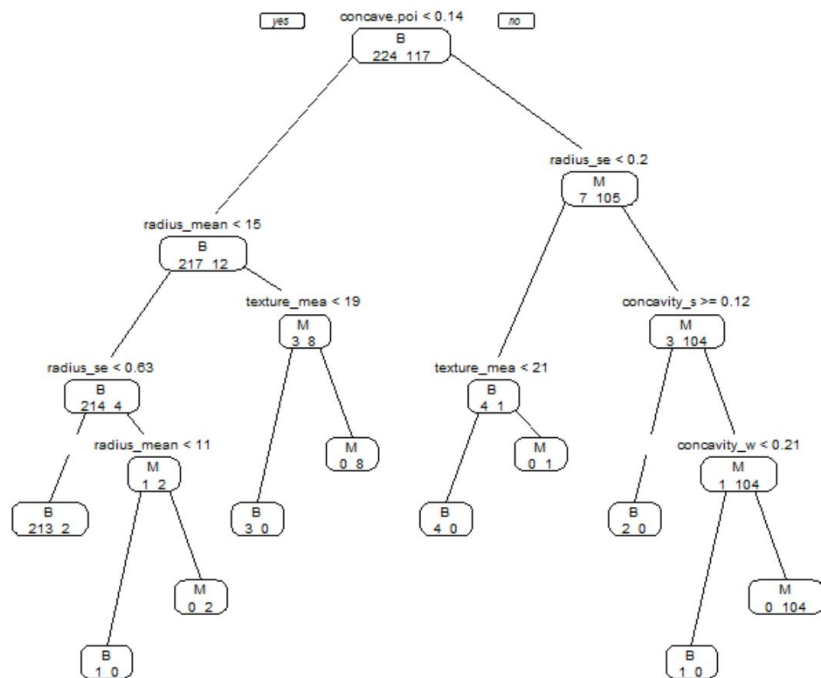 yes
concave.poi < 0.14
no
B
224 117
radius_se < 0.2
M
7 105
radius_mean < 15
B
217 12
texture_mea < 19
M
3 8
concavity_s >= 0.12
M
3 104
radius_se < 0.63
B
214 4
texture_mea < 21
B
4 1
radius_mean < 11
M
1 2
M
0 8
M
0 1
concavity_w < 0.21
M
1 104
B
213 2
B
3 0
B
4 0
B
2 0
M
0 2
M
0 104
B
1 0
B
1 0